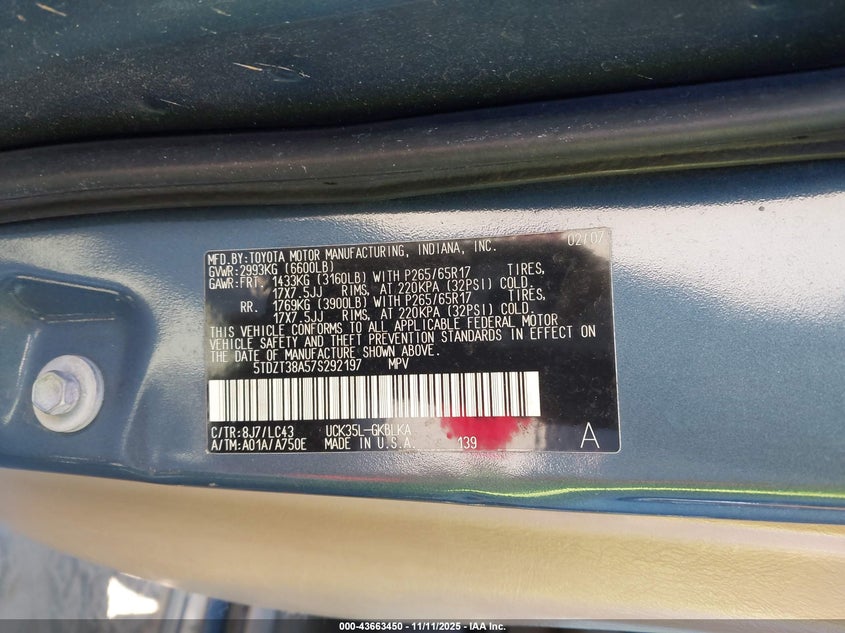 MFD.BY:TOYOTA MOTOR MANUFACTURING, INDIANA, INC. 02/07
GVWR:2993KG (6600LB)
GAWR:FRT. 1433KG (3160LB) WITH P265/65R17 TIRES,
17X7.5JJ RIMS, AT 220KPA (32PSI) COLD.
RR. 1769KG (3900LB) WITH P265/65R17 TIRES,
17X7.5JJ RIMS, AT 220KPA (32PSI) COLD.
THIS VEHICLE CONFORMS TO ALL APPLICABLE FEDERAL MOTOR
VEHICLE SAFETY AND THEFT PREVENTION STANDARDS IN EFFECT ON
THE DATE OF MANUFACTURE SHOWN ABOVE.
5TDZT38A57S292197 MPV
C/TR:8J7/LC43 UCK35L-GKBLKA
A/TM:A01A/A750E MADE IN U.S.A. 139 A
000-43663450 - 11/11/2025 - IAA Inc.